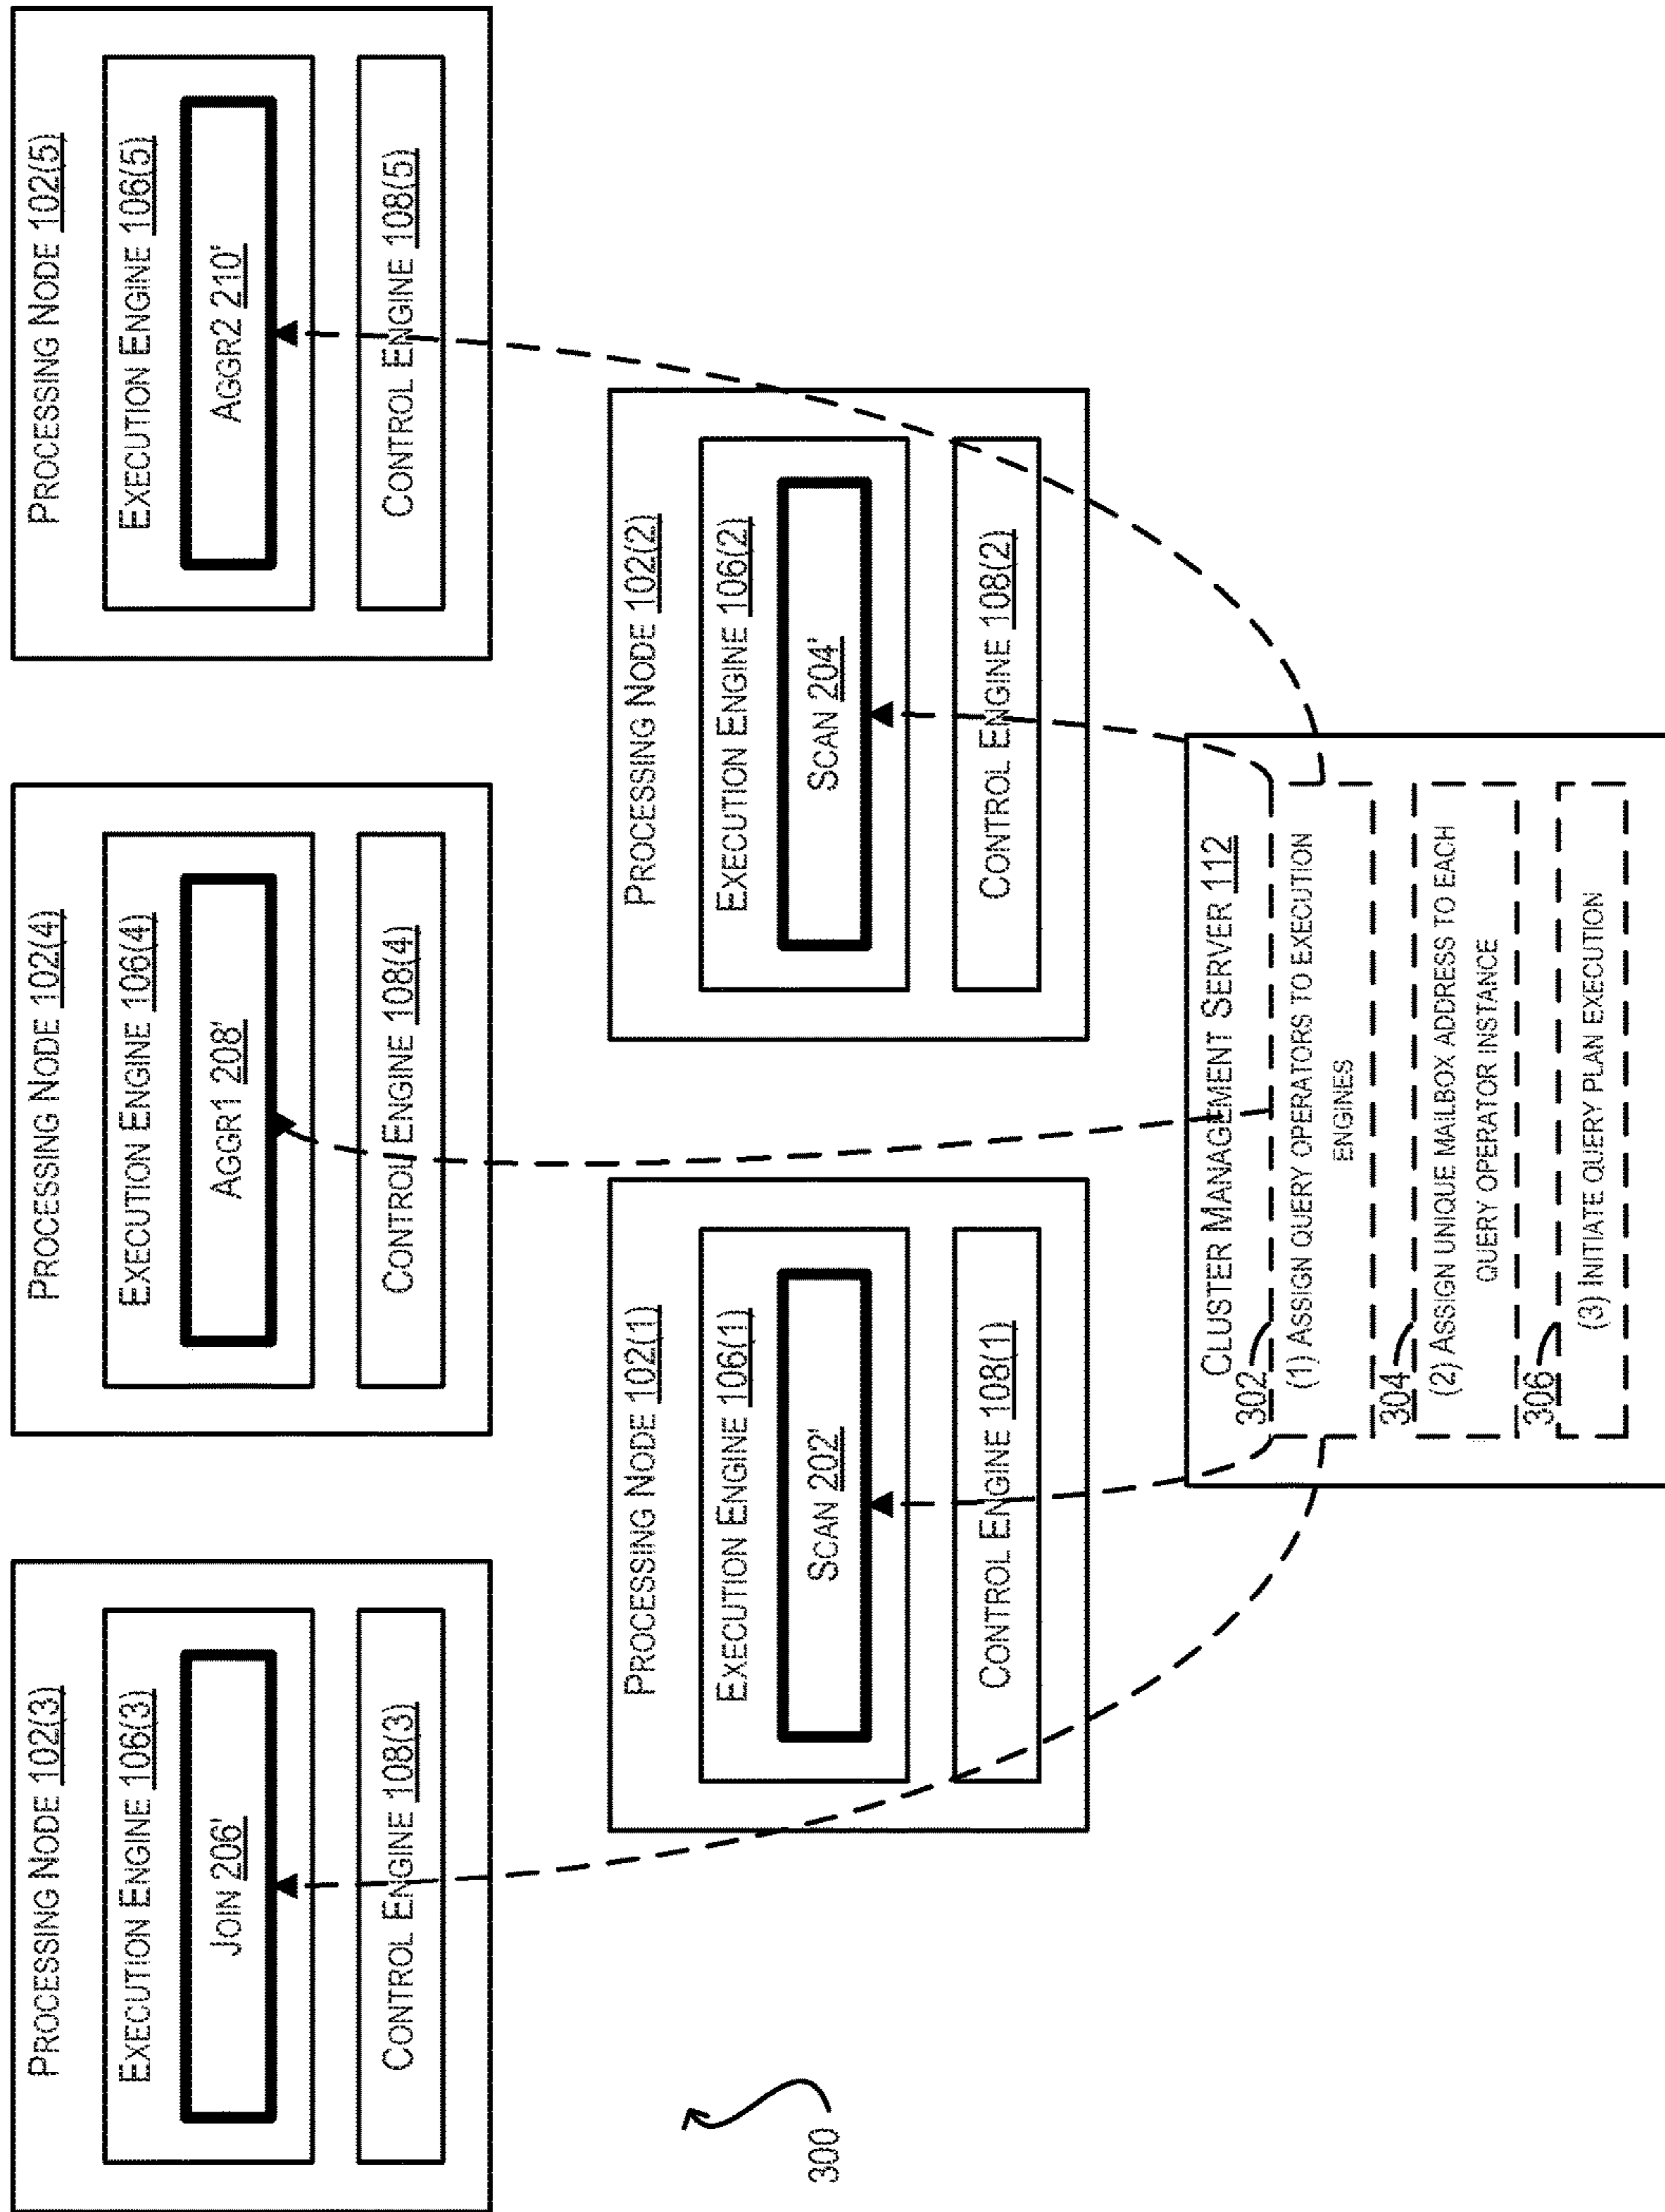 PROCESSING NODE 102(3)
EXECUTION ENGINE 106(3)
JOIN 206'
CONTROL ENGINE 108(3)
PROCESSING NODE 102(4)
EXECUTION ENGINE 106(4)
AGGR1 208'
CONTROL ENGINE 108(4)
PROCESSING NODE 102(5)
EXECUTION ENGINE 106(5)
AGGR2 210'
CONTROL ENGINE 108(5)
PROCESSING NODE 102(1)
EXECUTION ENGINE 106(1)
SCAN 202'
CONTROL ENGINE 108(1)
PROCESSING NODE 102(2)
EXECUTION ENGINE 106(2)
SCAN 204'
CONTROL ENGINE 108(2)
300
CLUSTER MANAGEMENT SERVER 112
302
(1) ASSIGN QUERY OPERATORS TO EXECUTION
ENGINES
304
(2) ASSIGN UNIQUE MAILBOX ADDRESS TO EACH
QUERY OPERATOR INSTANCE
306
(3) INITIATE QUERY PLAN EXECUTION